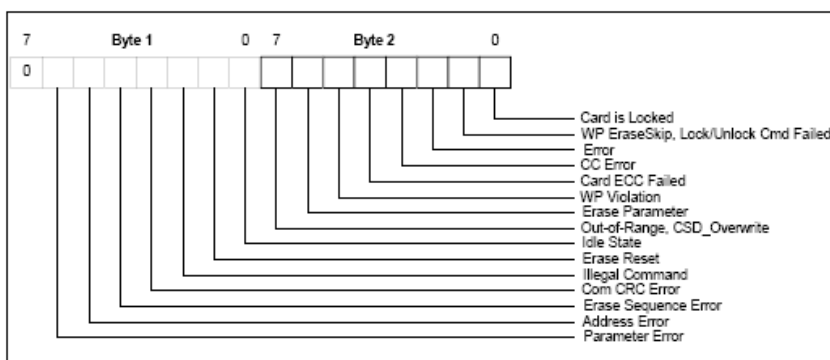 7 Byte 1 0 7 Byte 2 0
0
Card is Locked
WP EraseSkip, Lock/Unlock Cmd Failed
Error
CC Error
Card ECC Failed
WP Violation
Erase Parameter
Out-of-Range, CSD_Overwrite
Idle State
Erase Reset
Illegal Command
Com CRC Error
Erase Sequence Error
Address Error
Parameter Error